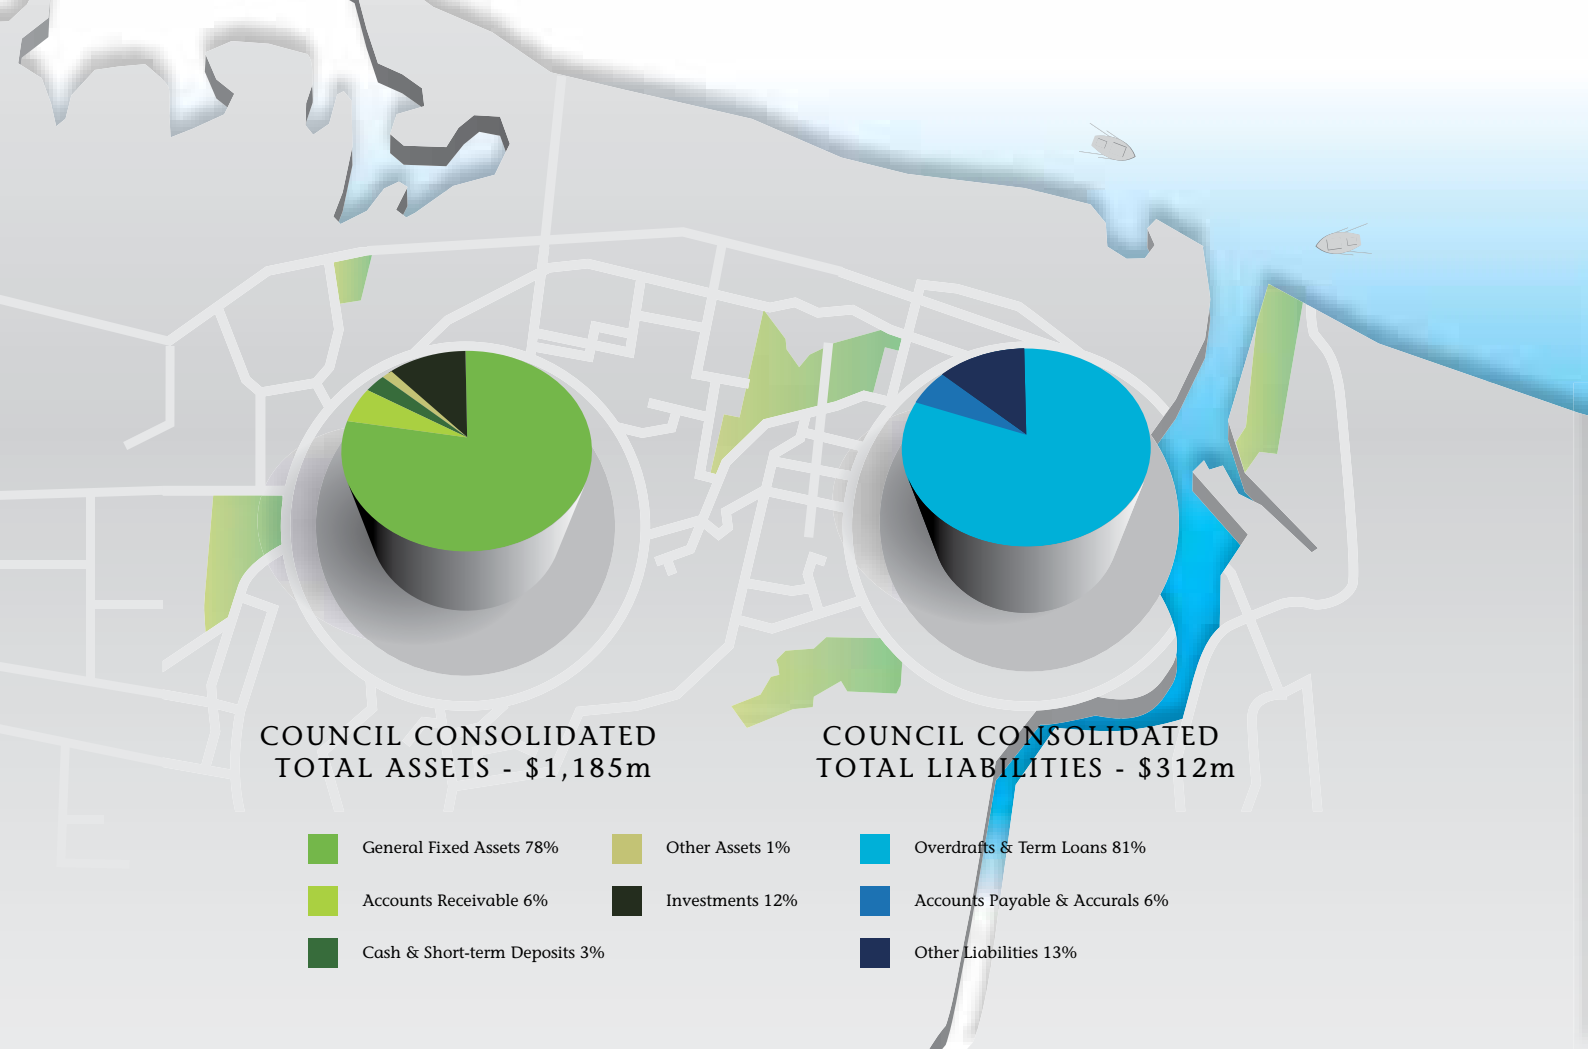 COUNCIL CONSOLIDATED
TOTAL ASSETS - $1,185m
General Fixed Assets 78%
Accounts Receivable 6%
Cash & Short-term Deposits 3%
Other Assets 1%
Investments 12%
COUNCIL CONSOLIDATED
TOTAL LIABILITIES - $312m
Overdrafts & Term Loans 81%
Accounts Payable & Accurals 6%
Other Liabilities 13%